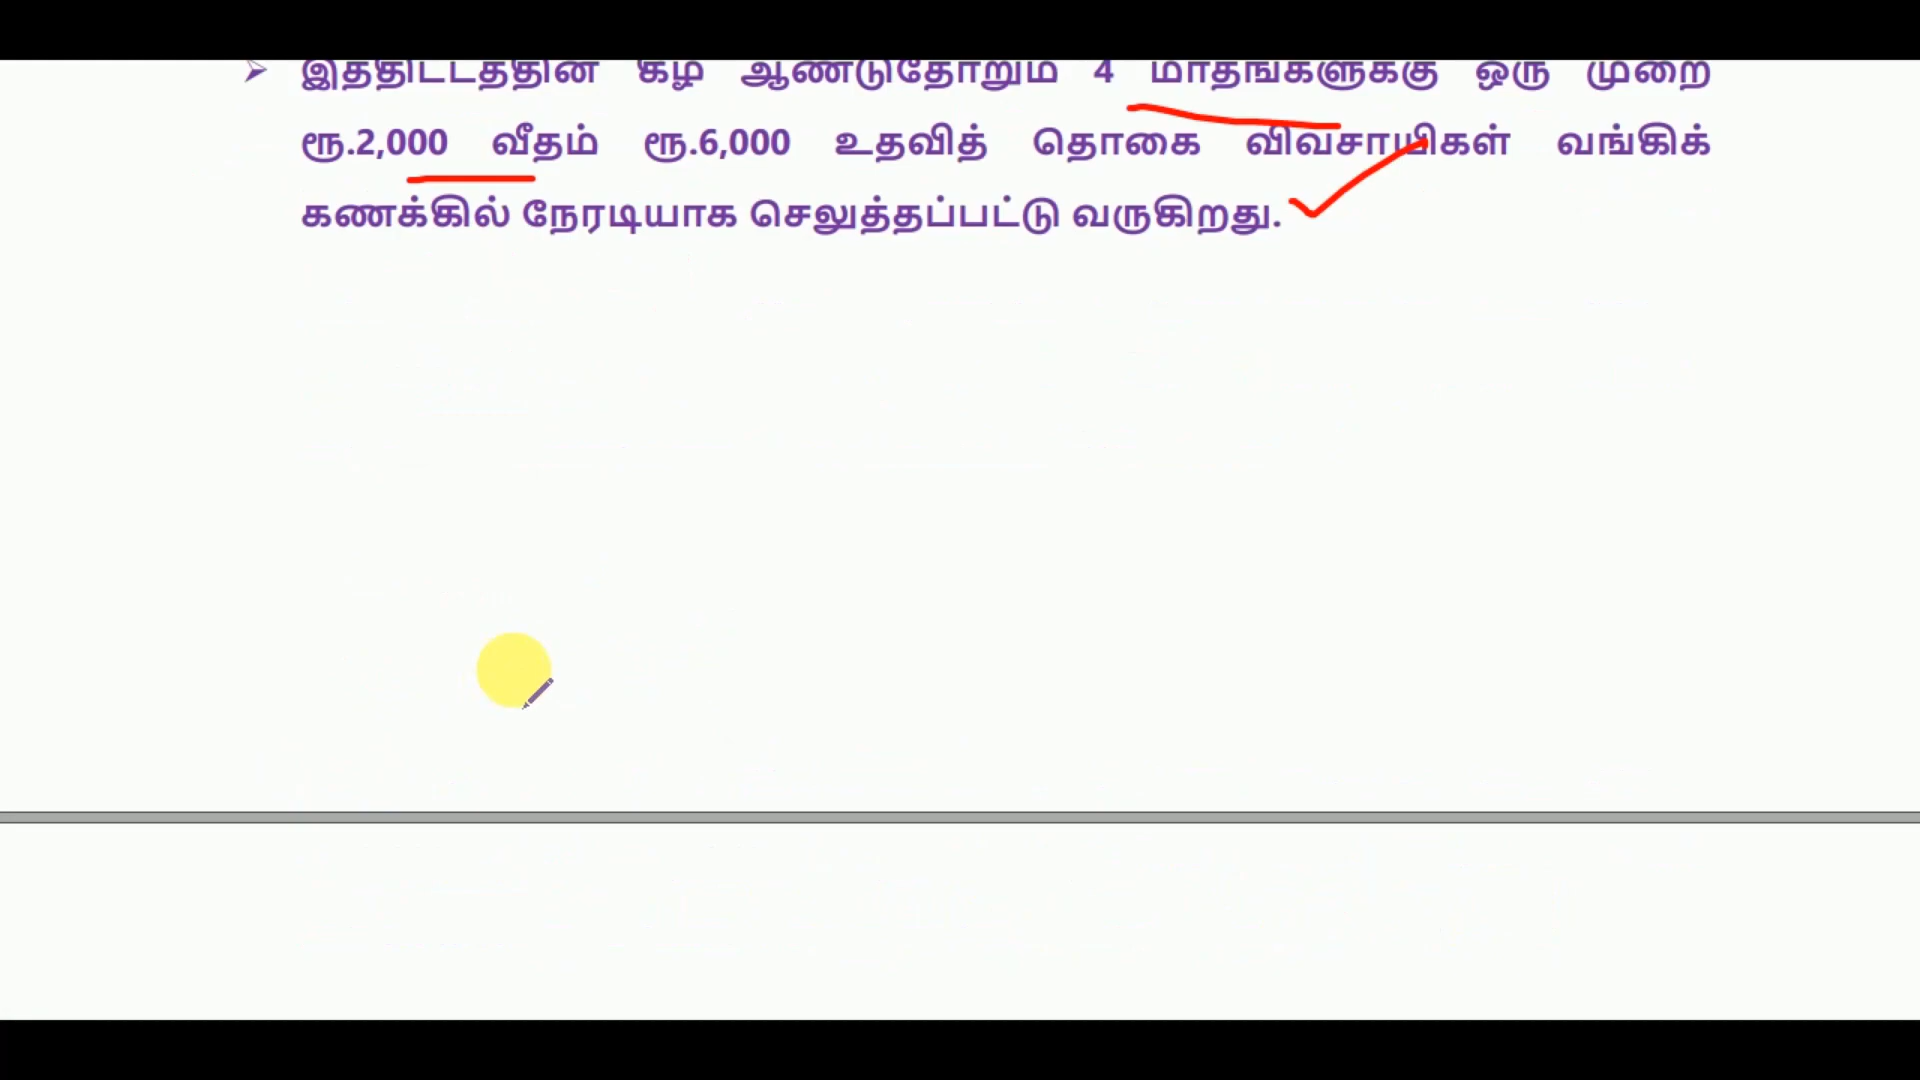 ➢ இத்திட்டத்தின் கீழ் ஆண்டுதோறும் 4 மாதங்களுக்கு ஒரு முறை
ரூ.2,000 வீதம் ரூ.6,000 உதவித் தொகை விவசாயிகள் வங்கிக்
கணக்கில் நேரடியாக செலுத்தப்பட்டு வருகிறது.